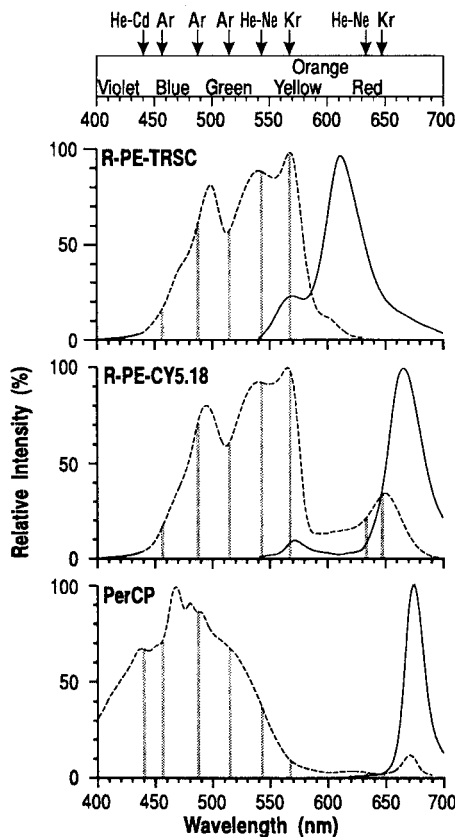 He-Cd Ar Ar Ar He-Ne Kr He-Ne Kr
Orange
Violet Blue Green Yellow Red
400 450 500 550 600 650 700
R-PE-TRSC
100
50
0
R-PE-CY5.18
100
50
0
PerCP
100
50
0
400 450 500 550 600 650 700
Relative Intensity (%)
Wavelength (nm)